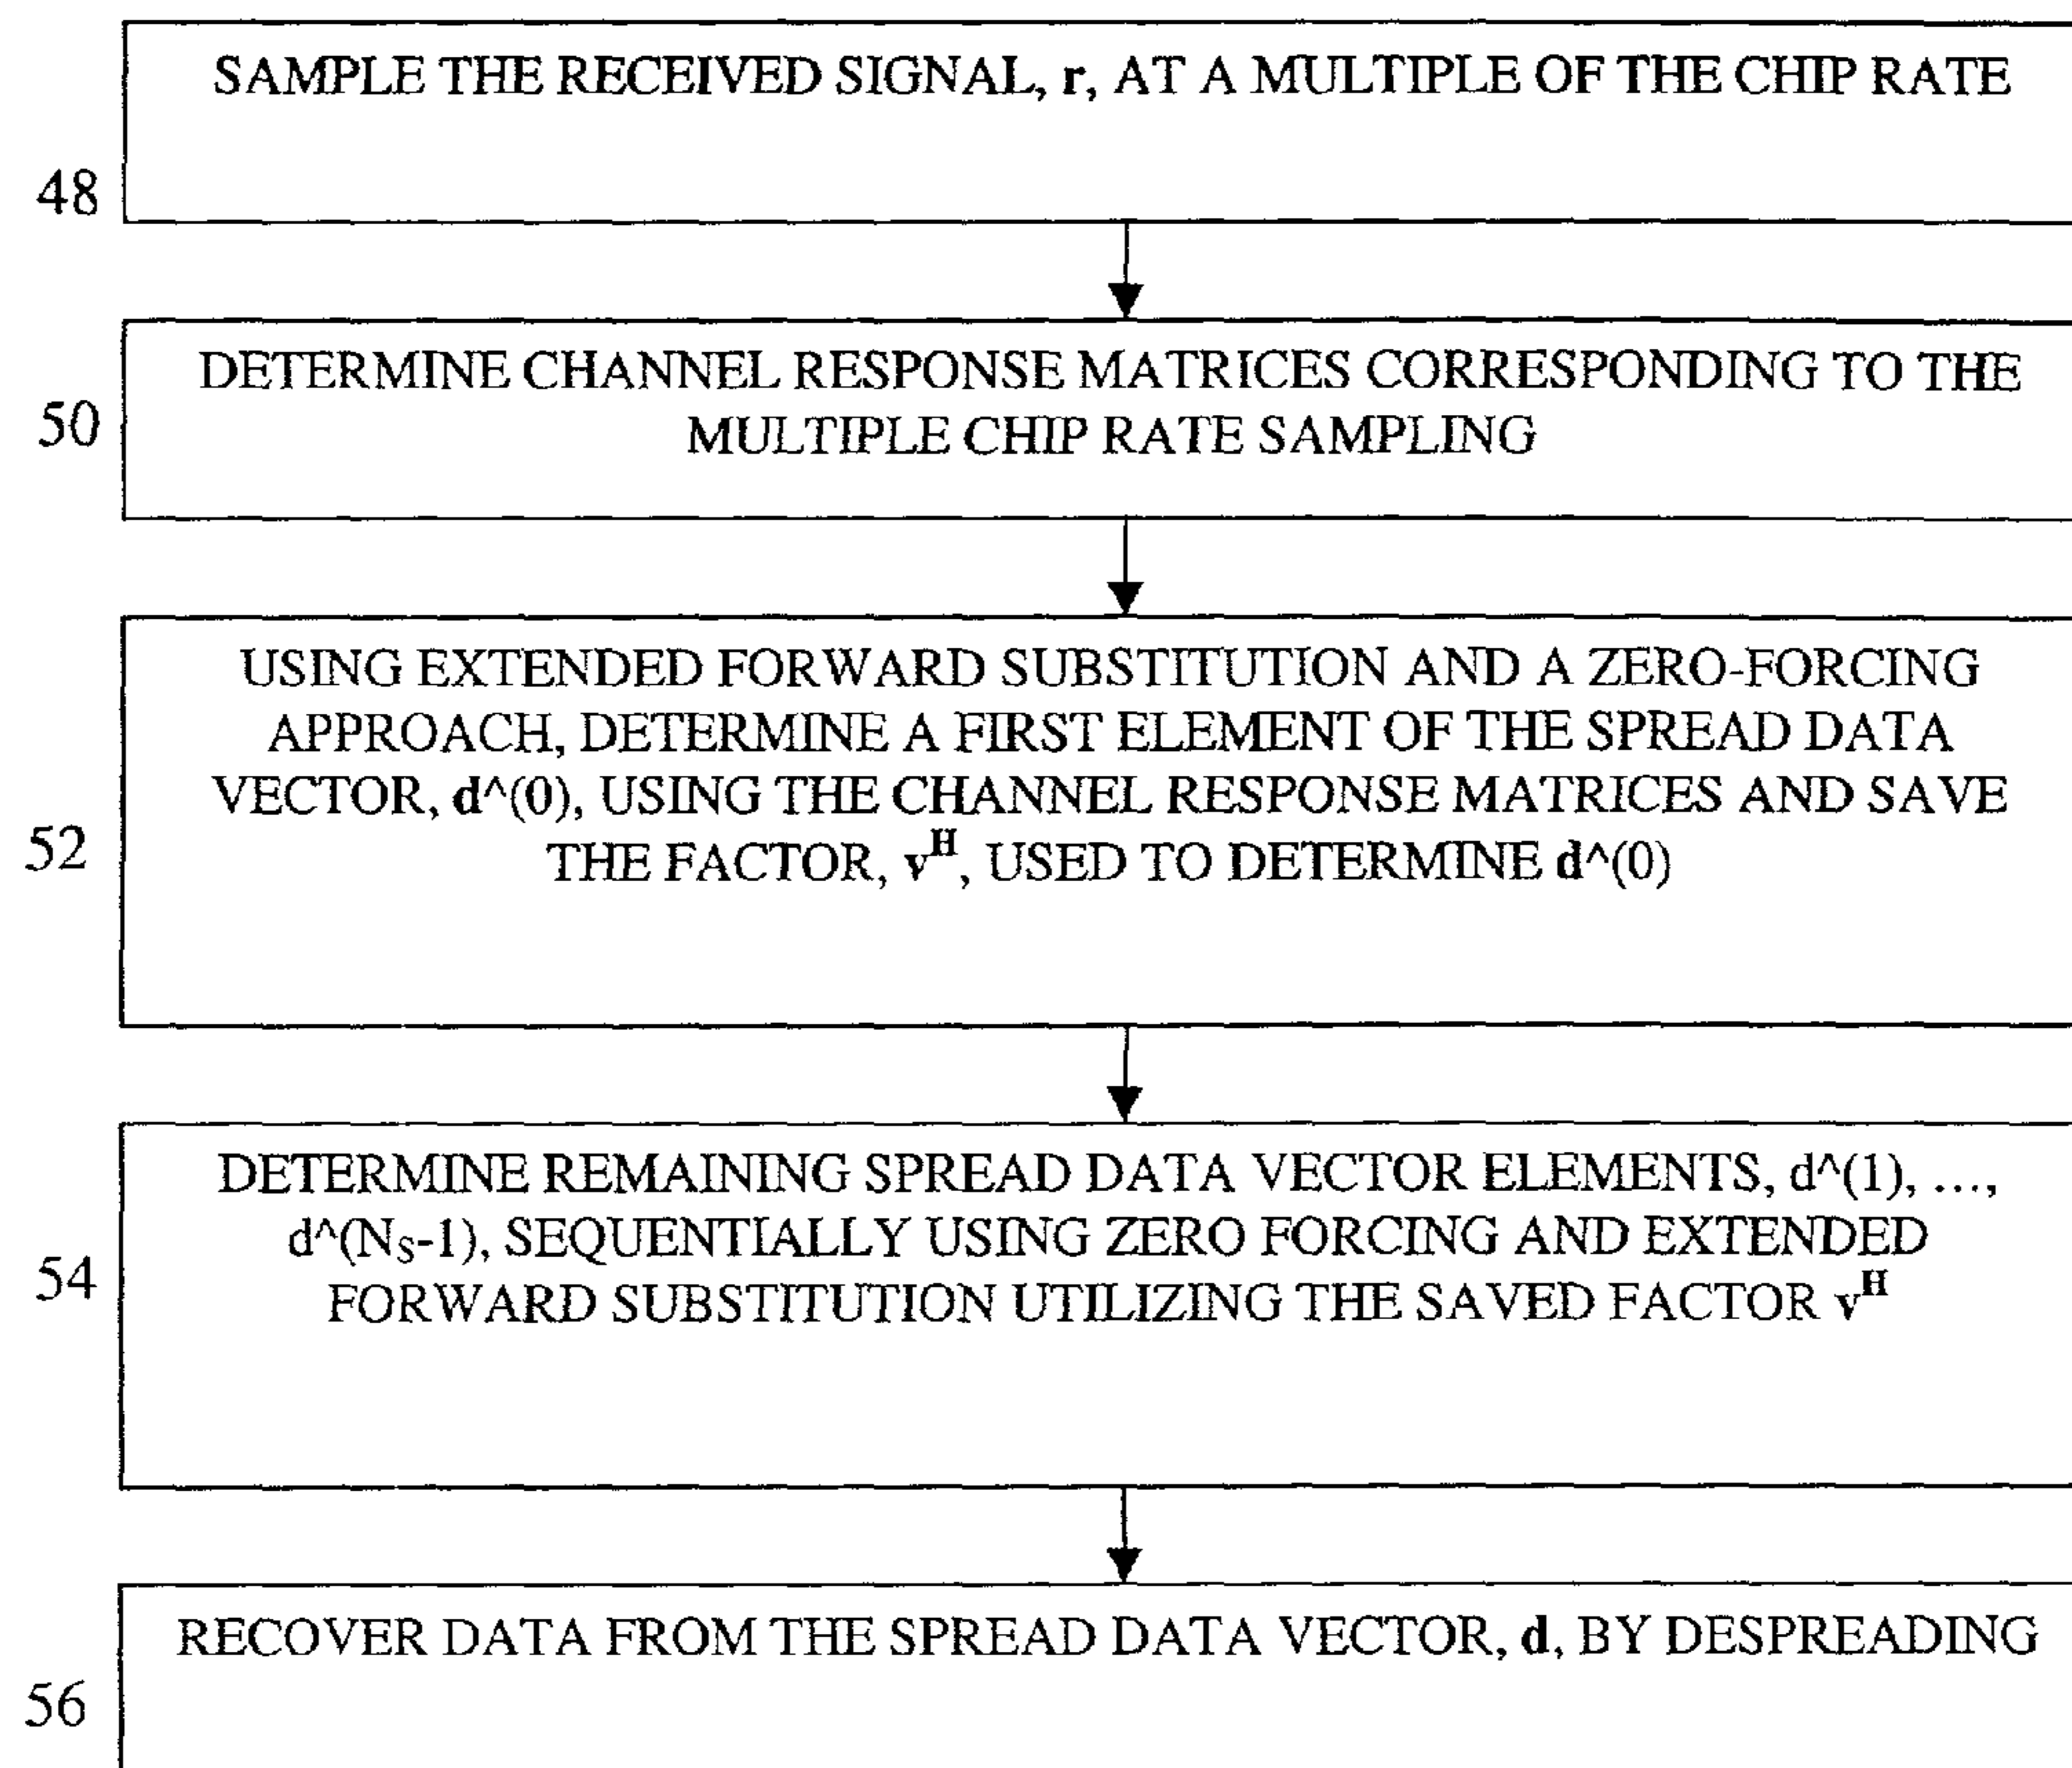 SAMPLE THE RECEIVED SIGNAL, r, AT A MULTIPLE OF THE CHIP RATE
48
DETERMINE CHANNEL RESPONSE MATRICES CORRESPONDING TO THE
MULTIPLE CHIP RATE SAMPLING
50
USING EXTENDED FORWARD SUBSTITUTION AND A ZERO-FORCING
APPROACH, DETERMINE A FIRST ELEMENT OF THE SPREAD DATA
VECTOR, d^(0), USING THE CHANNEL RESPONSE MATRICES AND SAVE
THE FACTOR, v^H, USED TO DETERMINE d^(0)
52
DETERMINE REMAINING SPREAD DATA VECTOR ELEMENTS, d^(1), ...,
d^(N_S-1), SEQUENTIALLY USING ZERO FORCING AND EXTENDED
FORWARD SUBSTITUTION UTILIZING THE SAVED FACTOR v^H
54
RECOVER DATA FROM THE SPREAD DATA VECTOR, d, BY DESPREADING
56